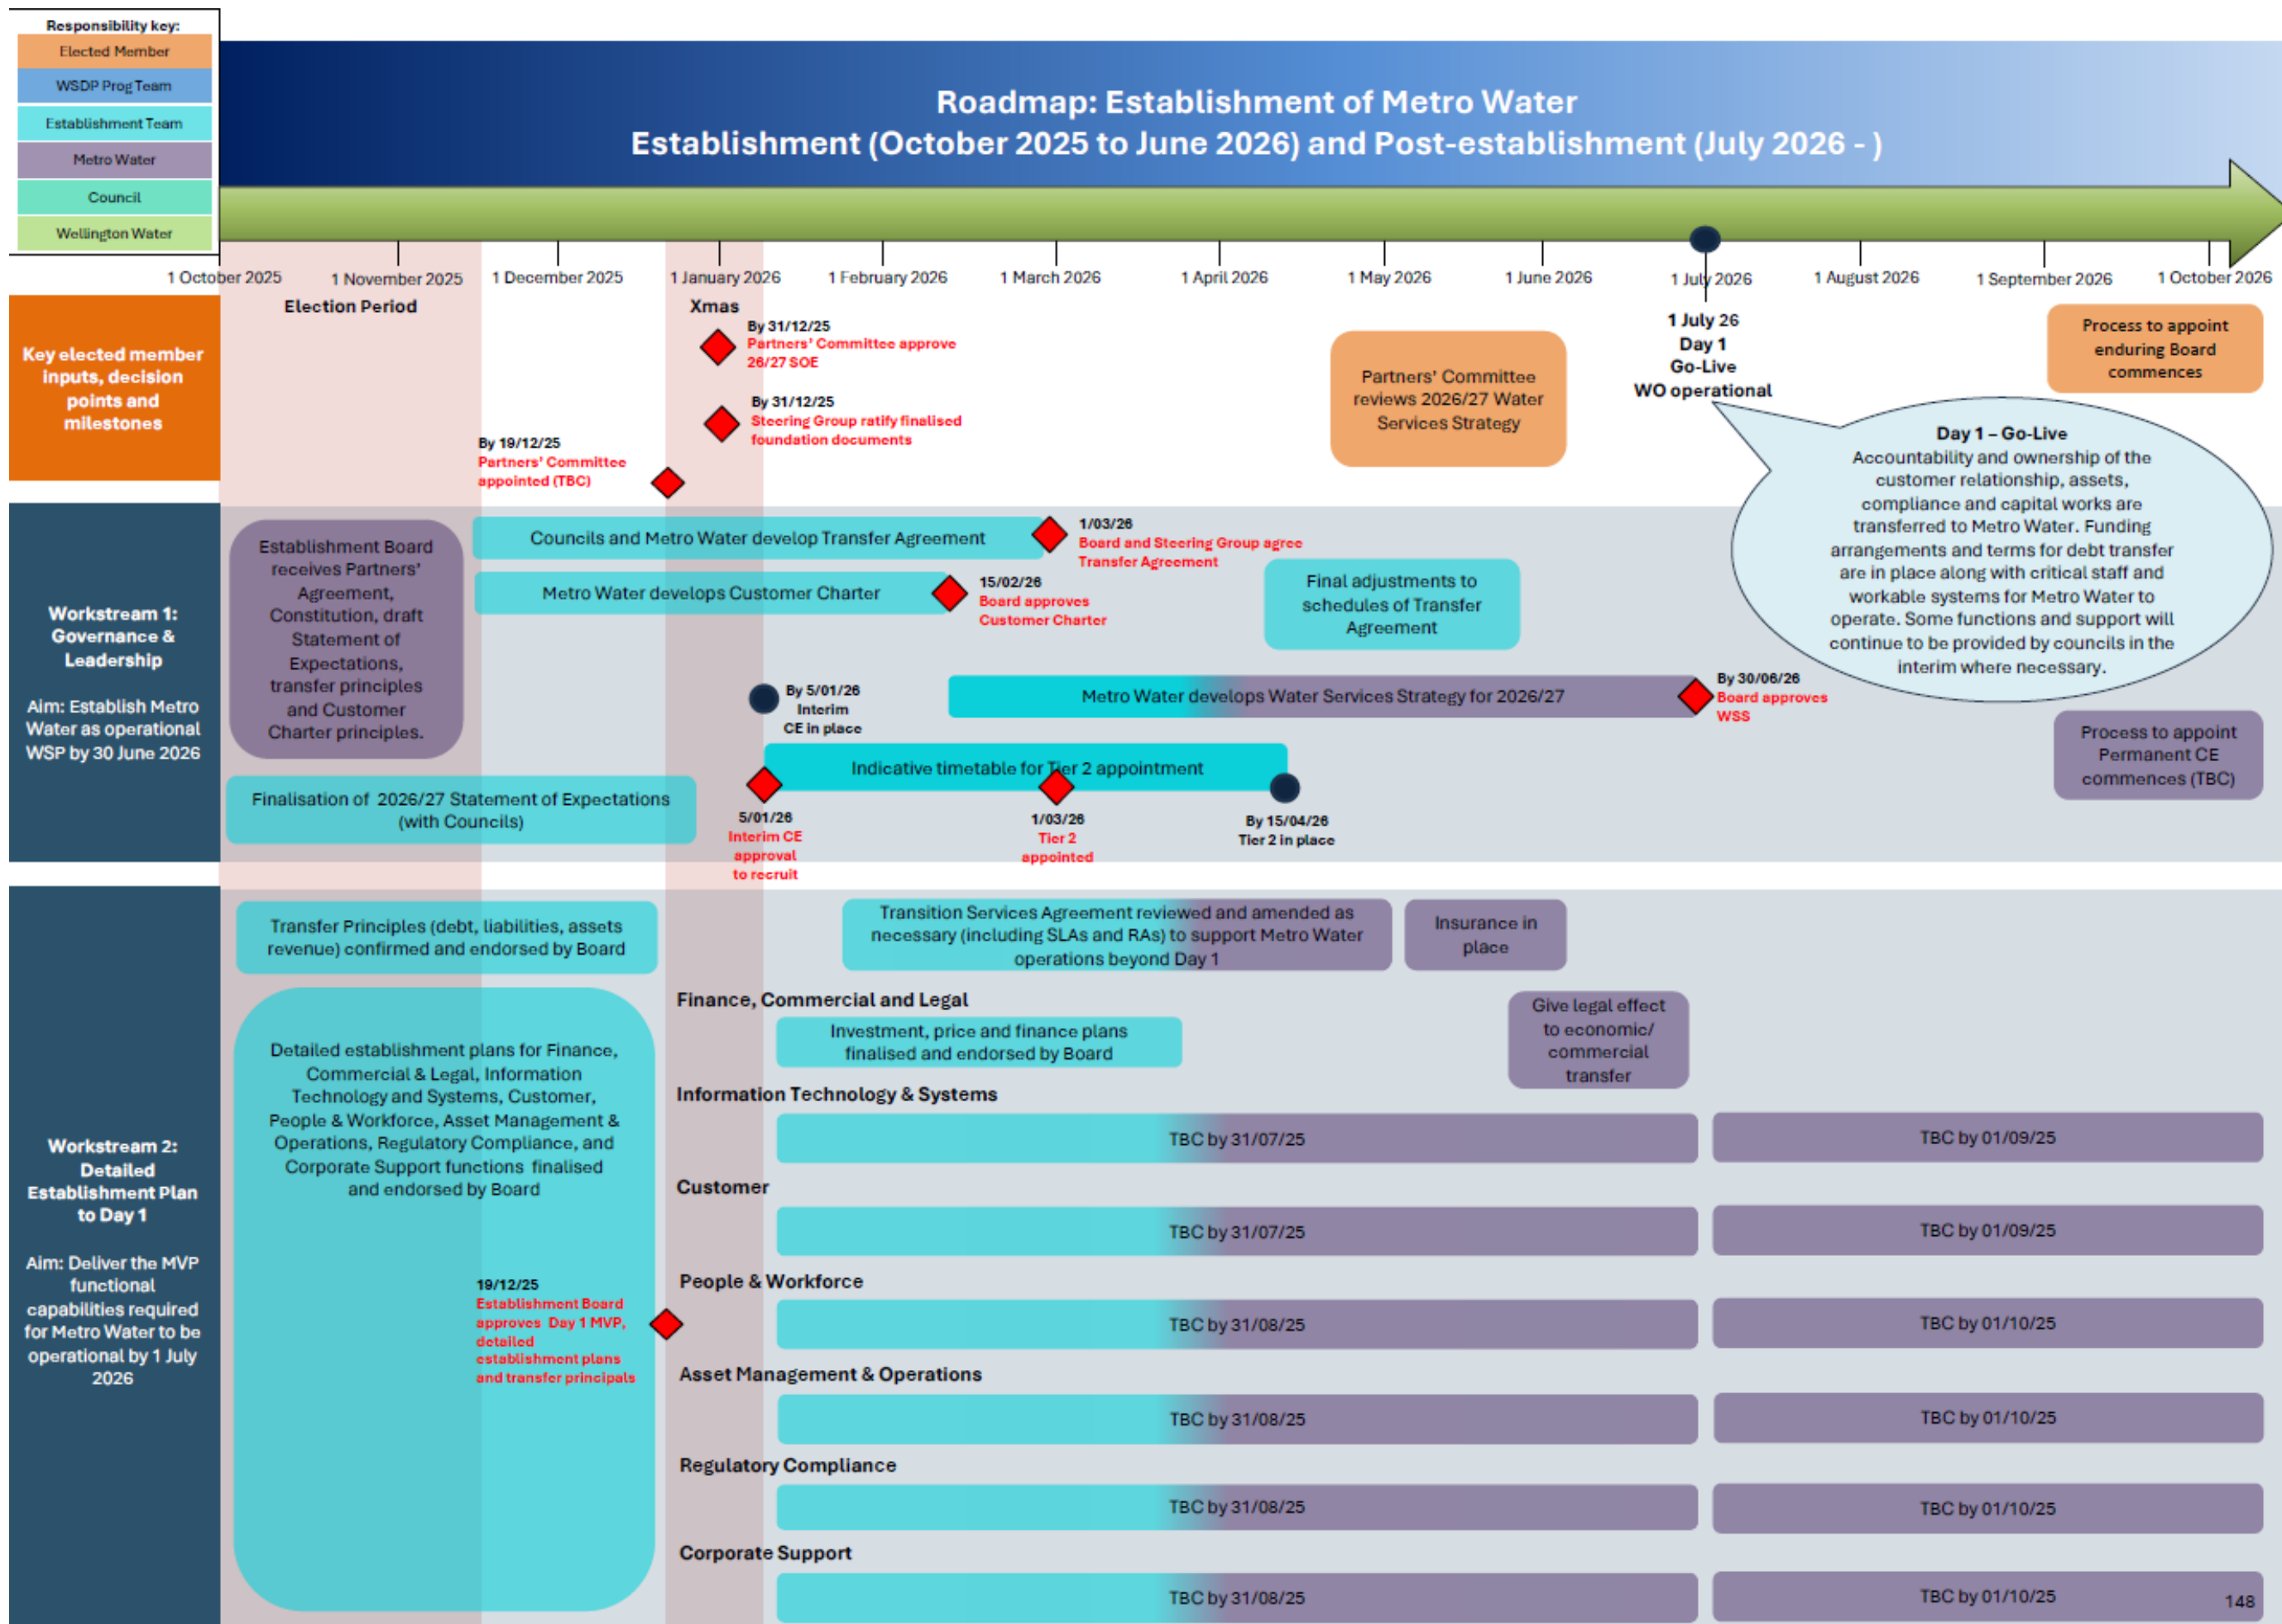 Responsibility key:
Elected Member
WSDP Prog Team
Establishment Team
Metro Water
Council
Wellington Water
Roadmap: Establishment of Metro Water
Establishment (October 2025 to June 2026) and Post-establishment (July 2026 - )
1 October 2025
1 November 2025
1 December 2025
1 January 2026
1 February 2026
1 March 2026
1 April 2026
1 May 2026
1 June 2026
1 July 2026
1 August 2026
1 September 2026
1 October 2026
Election Period
Xmas
Key elected member
inputs, decision
points and
milestones
By 31/12/25
Partners' Committee approve
26/27 SOE
By 31/12/25
Steering Group ratify finalised
foundation documents
By 19/12/25
Partners' Committee
appointed (TBC)
Partners' Committee
reviews 2026/27 Water
Services Strategy
1 July 26
Day 1
Go-Live
WO operational
Process to appoint
enduring Board
commences
Day 1 – Go-Live
Accountability and ownership of the
customer relationship, assets,
compliance and capital works are
transferred to Metro Water. Funding
arrangements and terms for debt transfer
are in place along with critical staff and
workable systems for Metro Water to
operate. Some functions and support will
continue to be provided by councils in the
interim where necessary.
Workstream 1:
Governance &
Leadership
Aim: Establish Metro
Water as operational
WSP by 30 June 2026
Establishment Board
receives Partners'
Agreement,
Constitution, draft
Statement of
Expectations,
transfer principles
and Customer
Charter principles.
Councils and Metro Water develop Transfer Agreement
1/03/26
Board and Steering Group agree
Transfer Agreement
Metro Water develops Customer Charter
15/02/26
Board approves
Customer Charter
Final adjustments to
schedules of Transfer
Agreement
By 5/01/26
Interim
CE in place
Metro Water develops Water Services Strategy for 2026/27
By 30/06/26
Board approves
WSS
Indicative timetable for Tier 2 appointment
Process to appoint
Permanent CE
commences (TBC)
Finalisation of 2026/27 Statement of Expectations
(with Councils)
5/01/26
Interim CE
approval
to recruit
1/03/26
Tier 2
appointed
By 15/04/26
Tier 2 in place
Workstream 2:
Detailed
Establishment Plan
to Day 1
Aim: Deliver the MVP
functional
capabilities required
for Metro Water to be
operational by 1 July
2026
Transfer Principles (debt, liabilities, assets
revenue) confirmed and endorsed by Board
Transition Services Agreement reviewed and amended as
necessary (including SLAs and RAs) to support Metro Water
operations beyond Day 1
Insurance in
place
Detailed establishment plans for Finance,
Commercial & Legal, Information
Technology and Systems, Customer,
People & Workforce, Asset Management &
Operations, Regulatory Compliance, and
Corporate Support functions finalised
and endorsed by Board
19/12/25
Establishment Board
approves Day 1 MVP,
detailed
establishment plans
and transfer principals
Finance, Commercial and Legal
Investment, price and finance plans
finalised and endorsed by Board
Give legal effect
to economic/
commercial
transfer
Information Technology & Systems
TBC by 31/07/25
TBC by 01/09/25
Customer
TBC by 31/07/25
TBC by 01/09/25
People & Workforce
TBC by 31/08/25
TBC by 01/10/25
Asset Management & Operations
TBC by 31/08/25
TBC by 01/10/25
Regulatory Compliance
TBC by 31/08/25
TBC by 01/10/25
Corporate Support
TBC by 31/08/25
TBC by 01/10/25
148